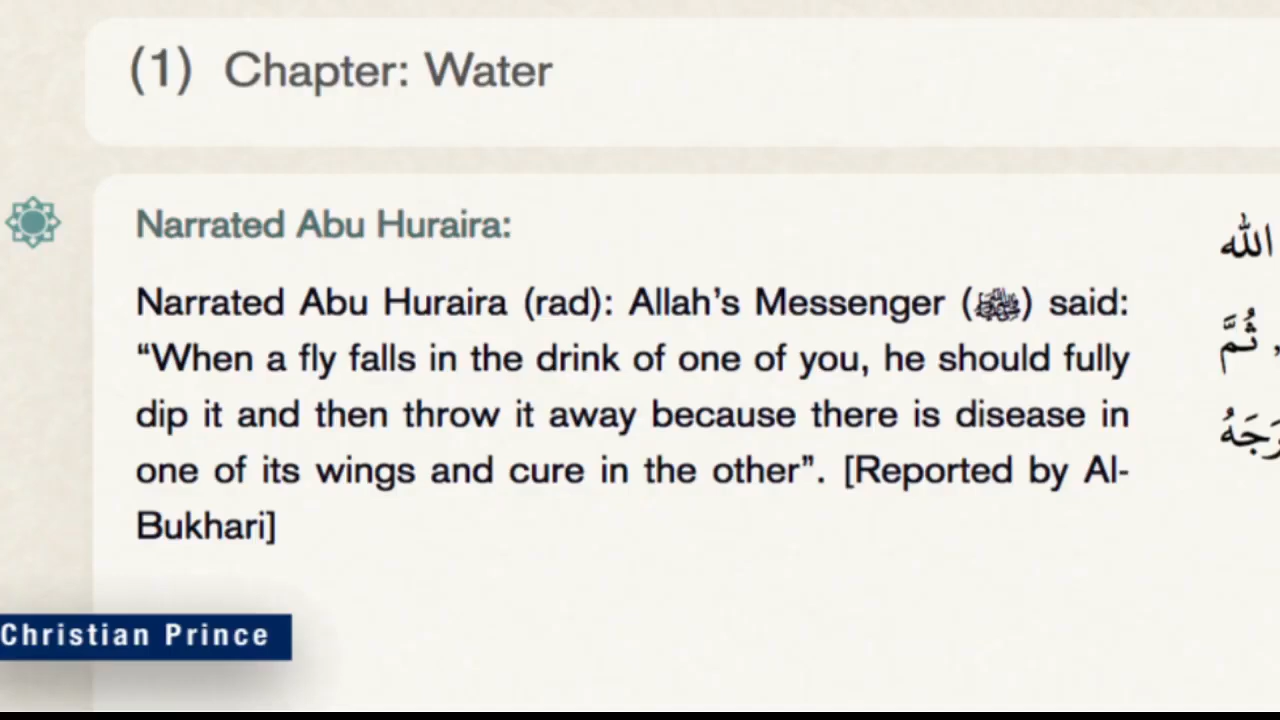 (1) Chapter: Water
Narrated Abu Huraira:
Narrated Abu Huraira (rad): Allah's Messenger (ﷺ) said:
“When a fly falls in the drink of one of you, he should fully
dip it and then throw it away because there is disease in
one of its wings and cure in the other”. [Reported by Al-
Bukhari]
الله
ثُمَّ
Christian Prince